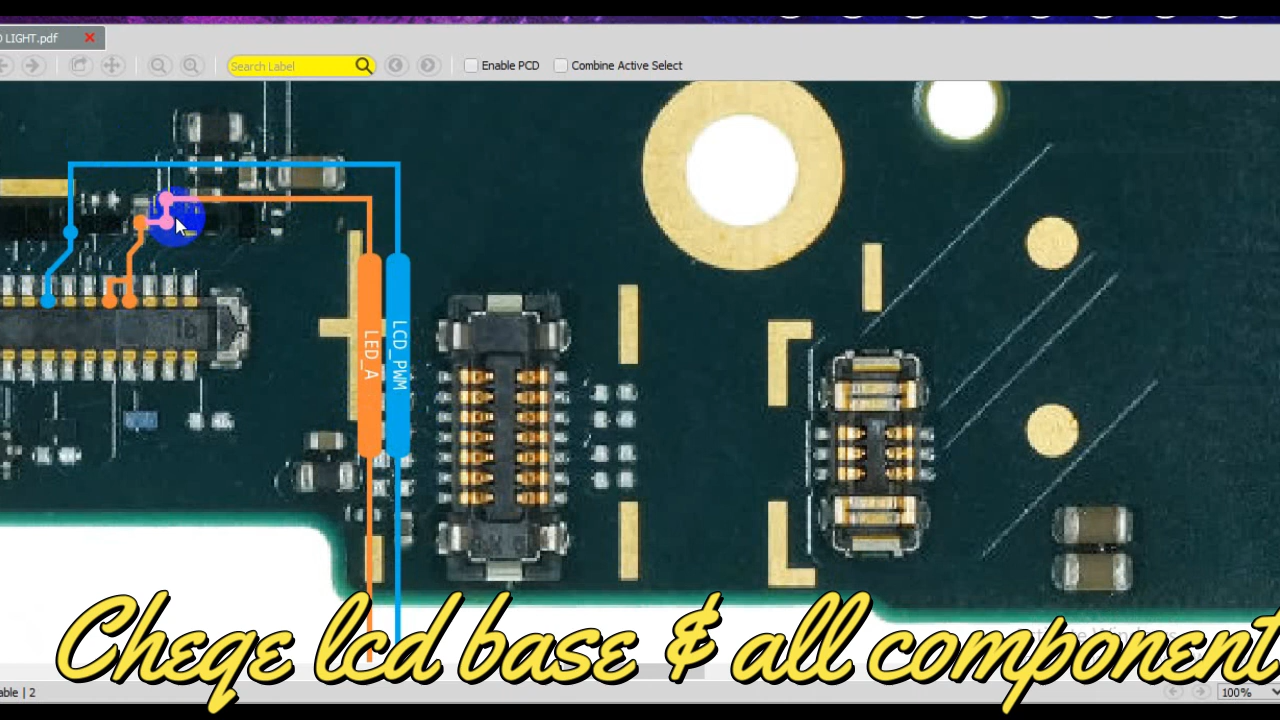 LIGHT.pdf
Search Label
Enable PCD
Combine Active Select
LED_A
LCD_PWM
Cheqe lcd base & all component
able | 2
100%